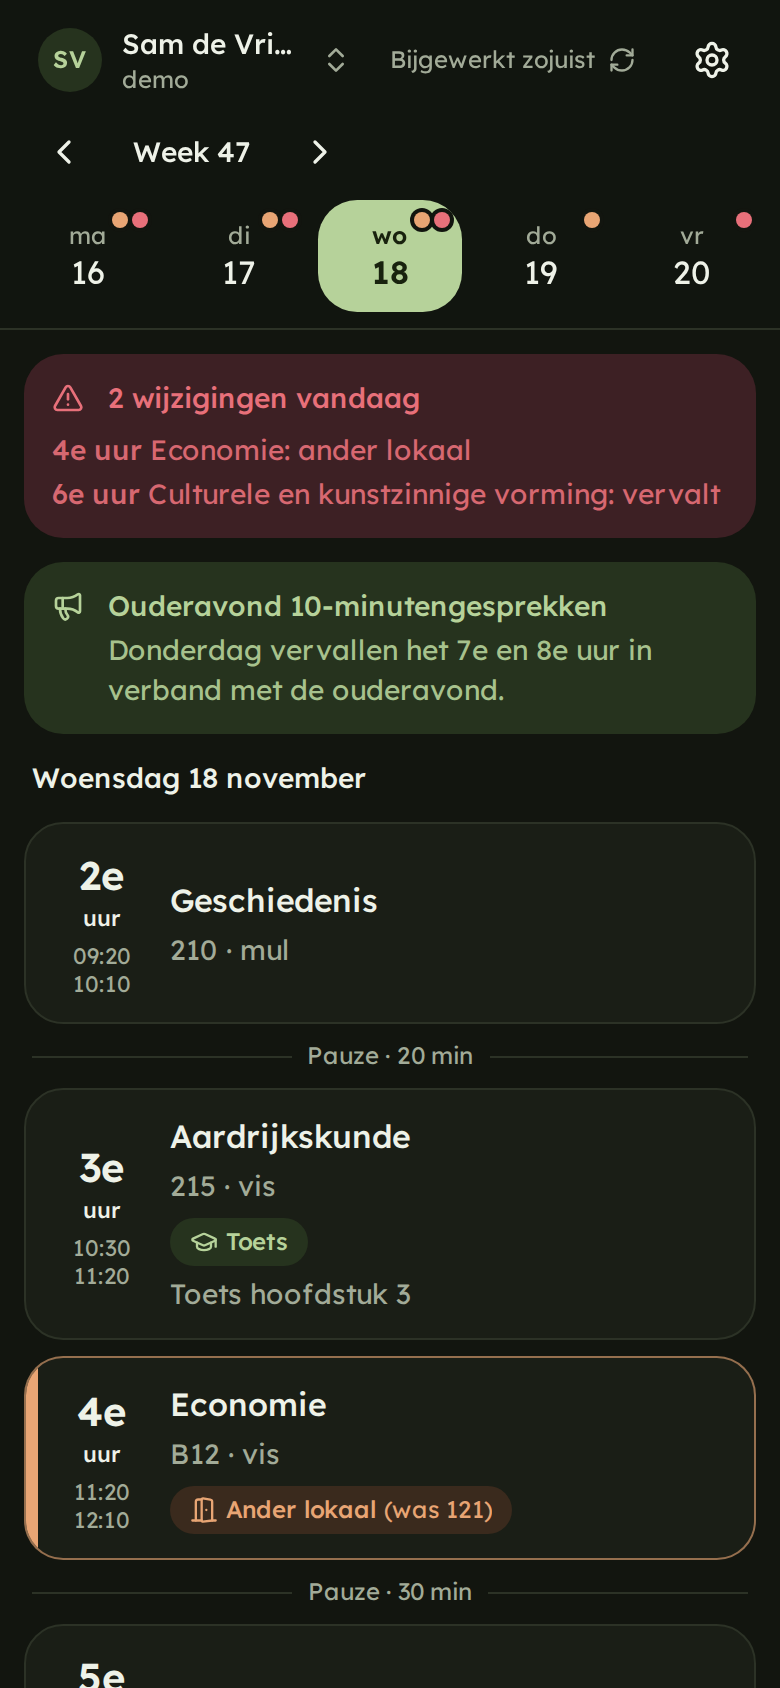 SV
Sam de Vri...
demo
Bijgewerkt zojuist
Week 47
ma
16
di
17
wo
18
do
19
vr
20
2 wijzigingen vandaag
4e uur Economie: ander lokaal
6e uur Culturele en kunstzinnige vorming: vervalt
Ouderavond 10-minutengesprekken
Donderdag vervallen het 7e en 8e uur in
verband met de ouderavond.
Woensdag 18 november
2e
uur
09:20
10:10
Geschiedenis
210 · mul
Pauze · 20 min
3e
uur
10:30
11:20
Aardrijkskunde
215 · vis
Toets
Toets hoofdstuk 3
4e
uur
11:20
12:10
Economie
B12 · vis
Ander lokaal (was 121)
Pauze · 30 min
5e